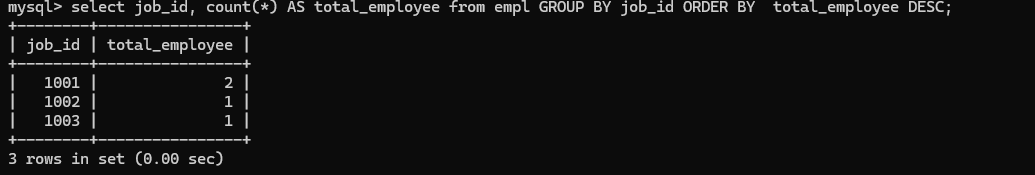 mysql> select job_id, count(*) AS total_employee from empl GROUP BY job_id ORDER BY  total_employee DESC;
+--------+----------------+
| job_id | total_employee |
+--------+----------------+
|   1001 |              2 |
|   1002 |              1 |
|   1003 |              1 |
+--------+----------------+
3 rows in set (0.00 sec)